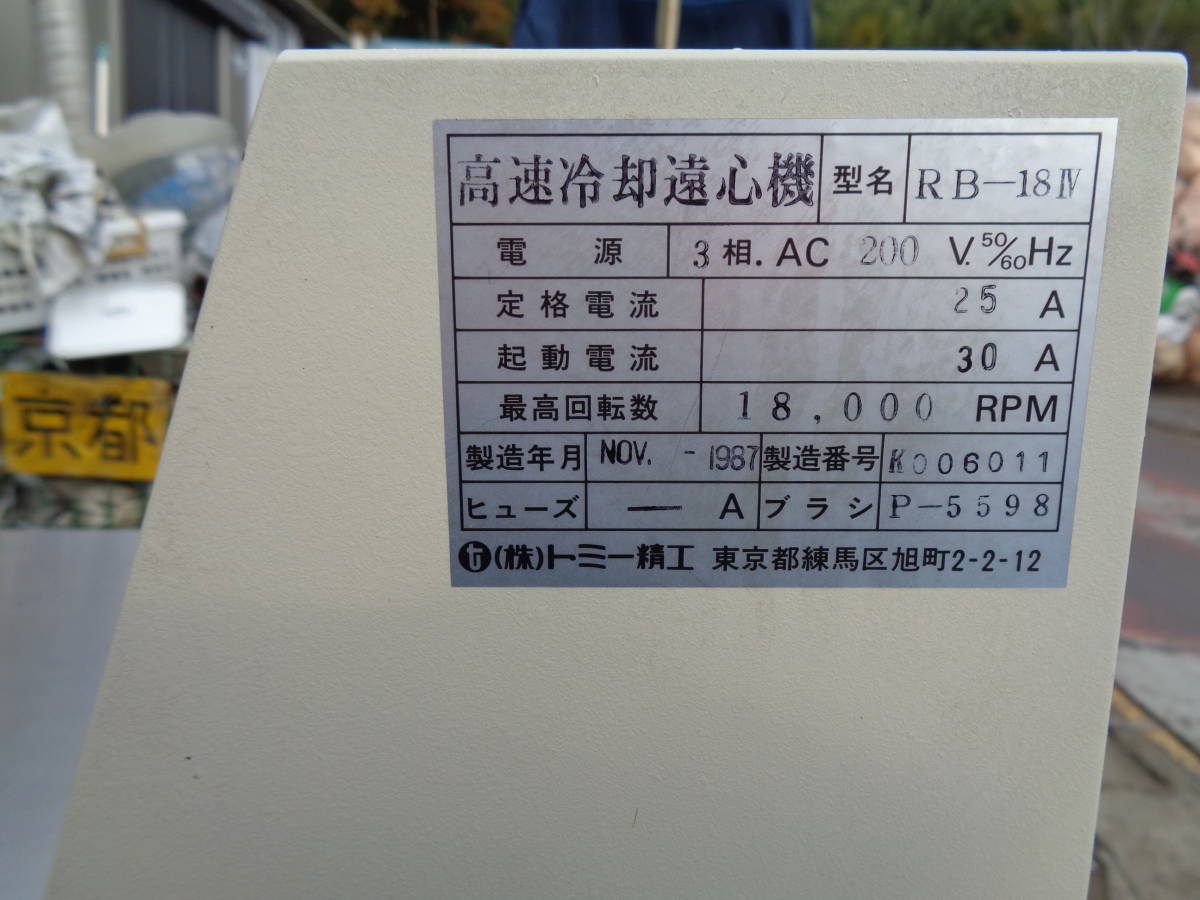 高速冷却遠心機 型名 RB-18Ⅳ
電源 3相. AC 200 V. 50/60Hz
定格電流 25 A
起動電流 30 A
最高回転数 18,000 RPM
製造年月 NOV. - 1987 製造番号 K006011
ヒューズ — A ブラシ P-5598
(株)トミー精工 東京都練馬区旭町2-2-12
京都